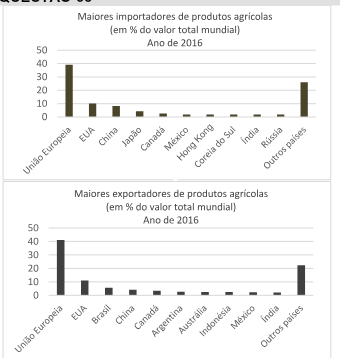 Maiores importadores de produtos agrícolas
(em % do valor total mundial)
Ano de 2016
50
40
30
20
10
0
União Europeia
EUA
China
Japão
Canadá
México
Hong Kong
Coreia do Sul
Índia
Rússia
Outros países
Maiores exportadores de produtos agrícolas
(em % do valor total mundial)
Ano de 2016
50
40
30
20
10
0
União Europeia
EUA
Brasil
China
Canadá
Argentina
Austrália
Indonésia
México
Índia
Outros países